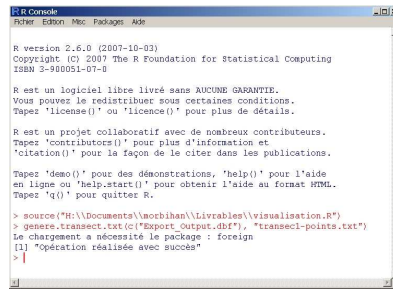 R Console
Fichier Edition Misc Packages Aide
R version 2.6.0 (2007-10-03)
Copyright (C) 2007 The R Foundation for Statistical Computing
ISBN 3-900051-07-0
R est un logiciel libre livré sans AUCUNE GARANTIE.
Vous pouvez le redistribuer sous certaines conditions.
Tapez 'license()' ou 'licence()' pour plus de détails.
R est un projet collaboratif avec de nombreux contributeurs.
Tapez 'contributors()' pour plus d'information et
'citation()' pour la façon de le citer dans les publications.
Tapez 'demo()' pour des démonstrations, 'help()' pour l'aide
en ligne ou 'help.start()' pour obtenir l'aide au format HTML.
Tapez 'q()' pour quitter R.
> source("H:\\Documents\\morbihan\\Livrables\\visualisation.R")
> genere.transect.txt(c("Export_Output.dbf"), "transec1-points.txt")
Le chargement a nécessité le package : foreign
[1] "Opération réalisée avec succès"
>